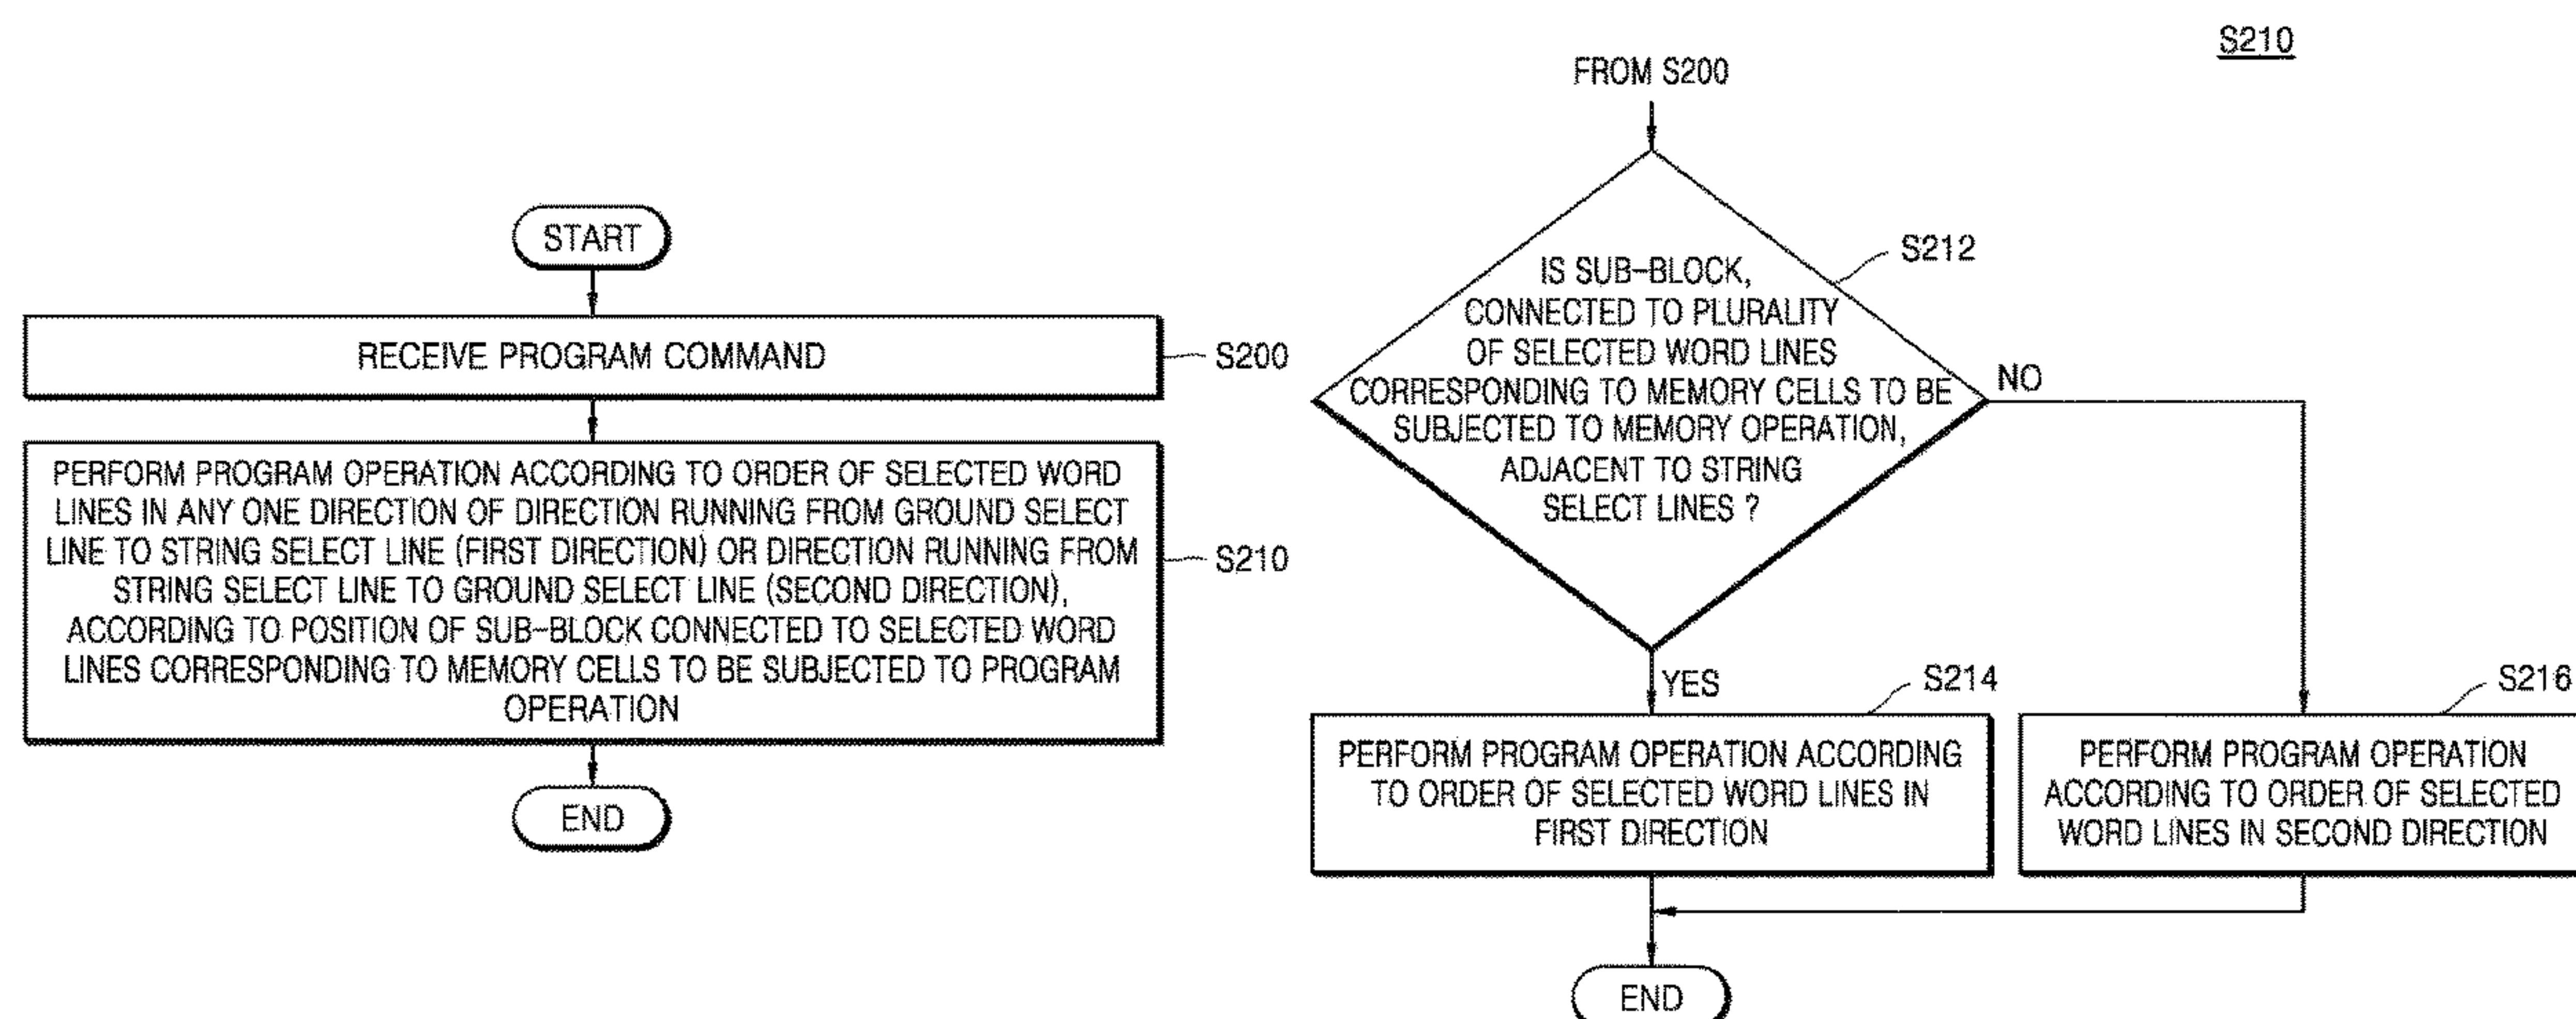 START
RECEIVE PROGRAM COMMAND
S200
PERFORM PROGRAM OPERATION ACCORDING TO ORDER OF SELECTED WORD
LINES IN ANY ONE DIRECTION OF DIRECTION RUNNING FROM GROUND SELECT
LINE TO STRING SELECT LINE (FIRST DIRECTION) OR DIRECTION RUNNING FROM
STRING SELECT LINE TO GROUND SELECT LINE (SECOND DIRECTION),
ACCORDING TO POSITION OF SUB-BLOCK CONNECTED TO SELECTED WORD
LINES CORRESPONDING TO MEMORY CELLS TO BE SUBJECTED TO PROGRAM
OPERATION
S210
END
S210
FROM S200
IS SUB-BLOCK,
CONNECTED TO PLURALITY
OF SELECTED WORD LINES
CORRESPONDING TO MEMORY CELLS TO BE
SUBJECTED TO MEMORY OPERATION,
ADJACENT TO STRING
SELECT LINES ?
S212
NO
YES
S214
PERFORM PROGRAM OPERATION ACCORDING
TO ORDER OF SELECTED WORD LINES IN
FIRST DIRECTION
S216
PERFORM PROGRAM OPERATION
ACCORDING TO ORDER OF SELECTED
WORD LINES IN SECOND DIRECTION
END